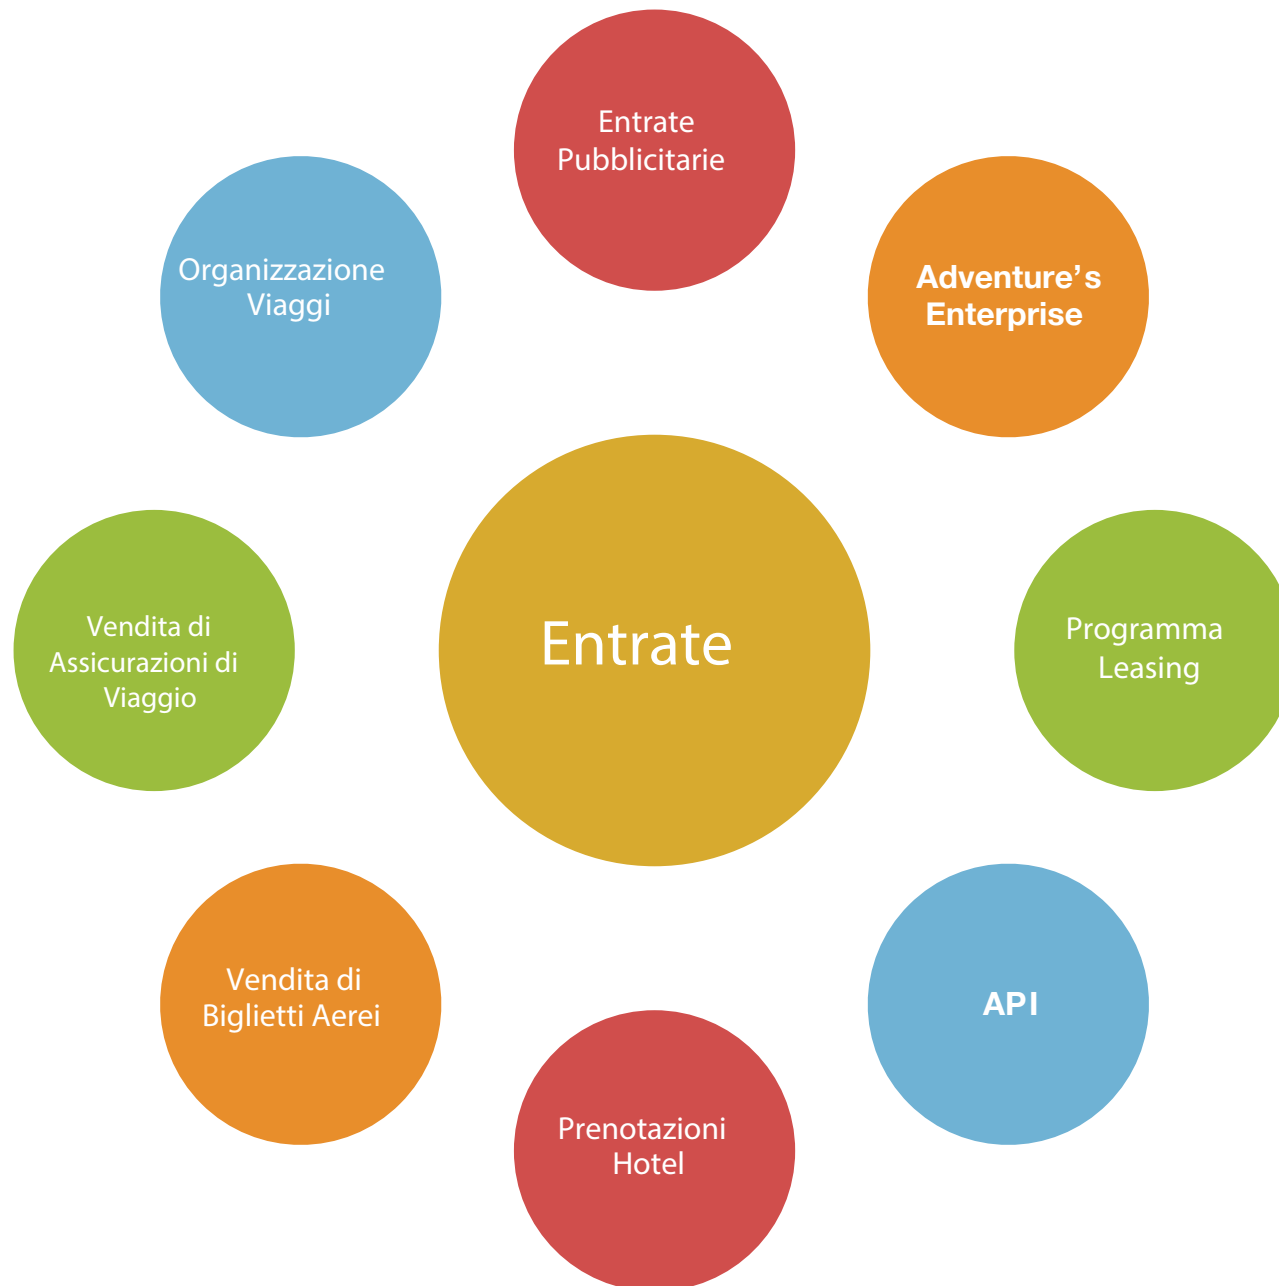 Entrate
Pubblicitarie
Organizzazione
Viaggi
Adventure’s
Enterprise
Vendita di
Assicurazioni di
Viaggio
Entrate
Programma
Leasing
Vendita di
Biglietti Aerei
API
Prenotazioni
Hotel